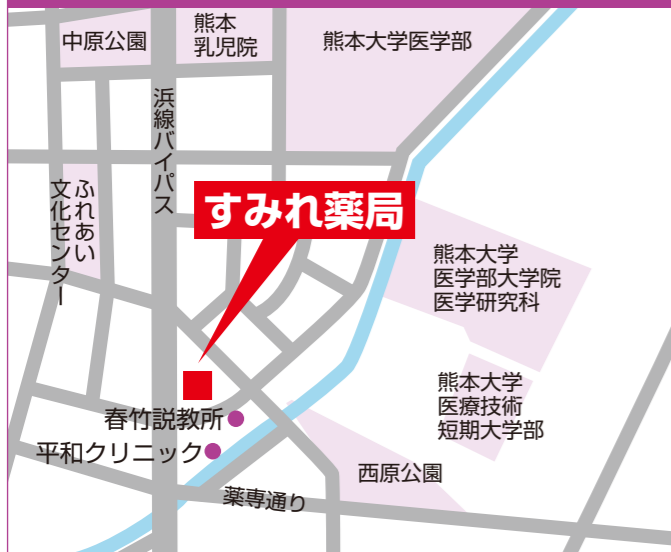 中原公園
熊本
乳児院
熊本大学医学部
浜線バイパス
ふれあい
文化センター
すみれ薬局
熊本大学
医学部大学院
医学研究科
熊本大学
医療技術
短期大学部
春竹説教所
平和クリニック
西原公園
薬専通り